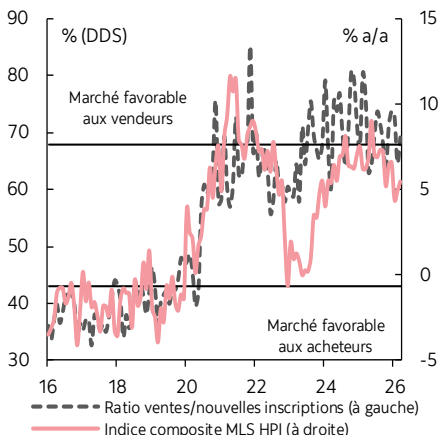 % (DDS)
% a/a
90
80
70
60
50
40
30
15
10
5
0
-5
Marché favorable
aux vendeurs
Marché favorable
aux acheteurs
16 18 20 22 24 26
Ratio ventes/nouvelles inscriptions (à gauche)
Indice composite MLS HPI (à droite)